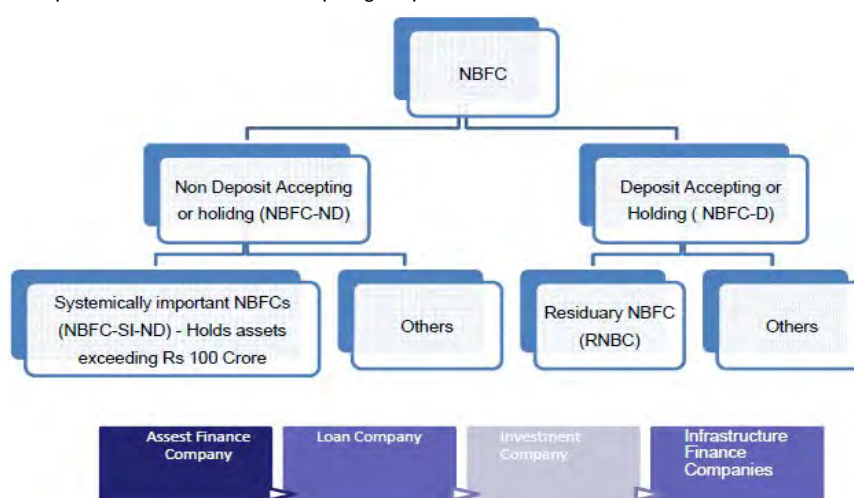 NBFC
Non Deposit Accepting
or holidng (NBFC-ND)
Deposit Accepting or
Holding ( NBFC-D)
Systemically important NBFCs
(NBFC-SI-ND) - Holds assets
exceeding Rs 100 Crore
Others
Residuary NBFC
(RNBC)
Others
Assest Finance
Company
Loan Company
Investment
Company
Infrastructure
Finance
Companies